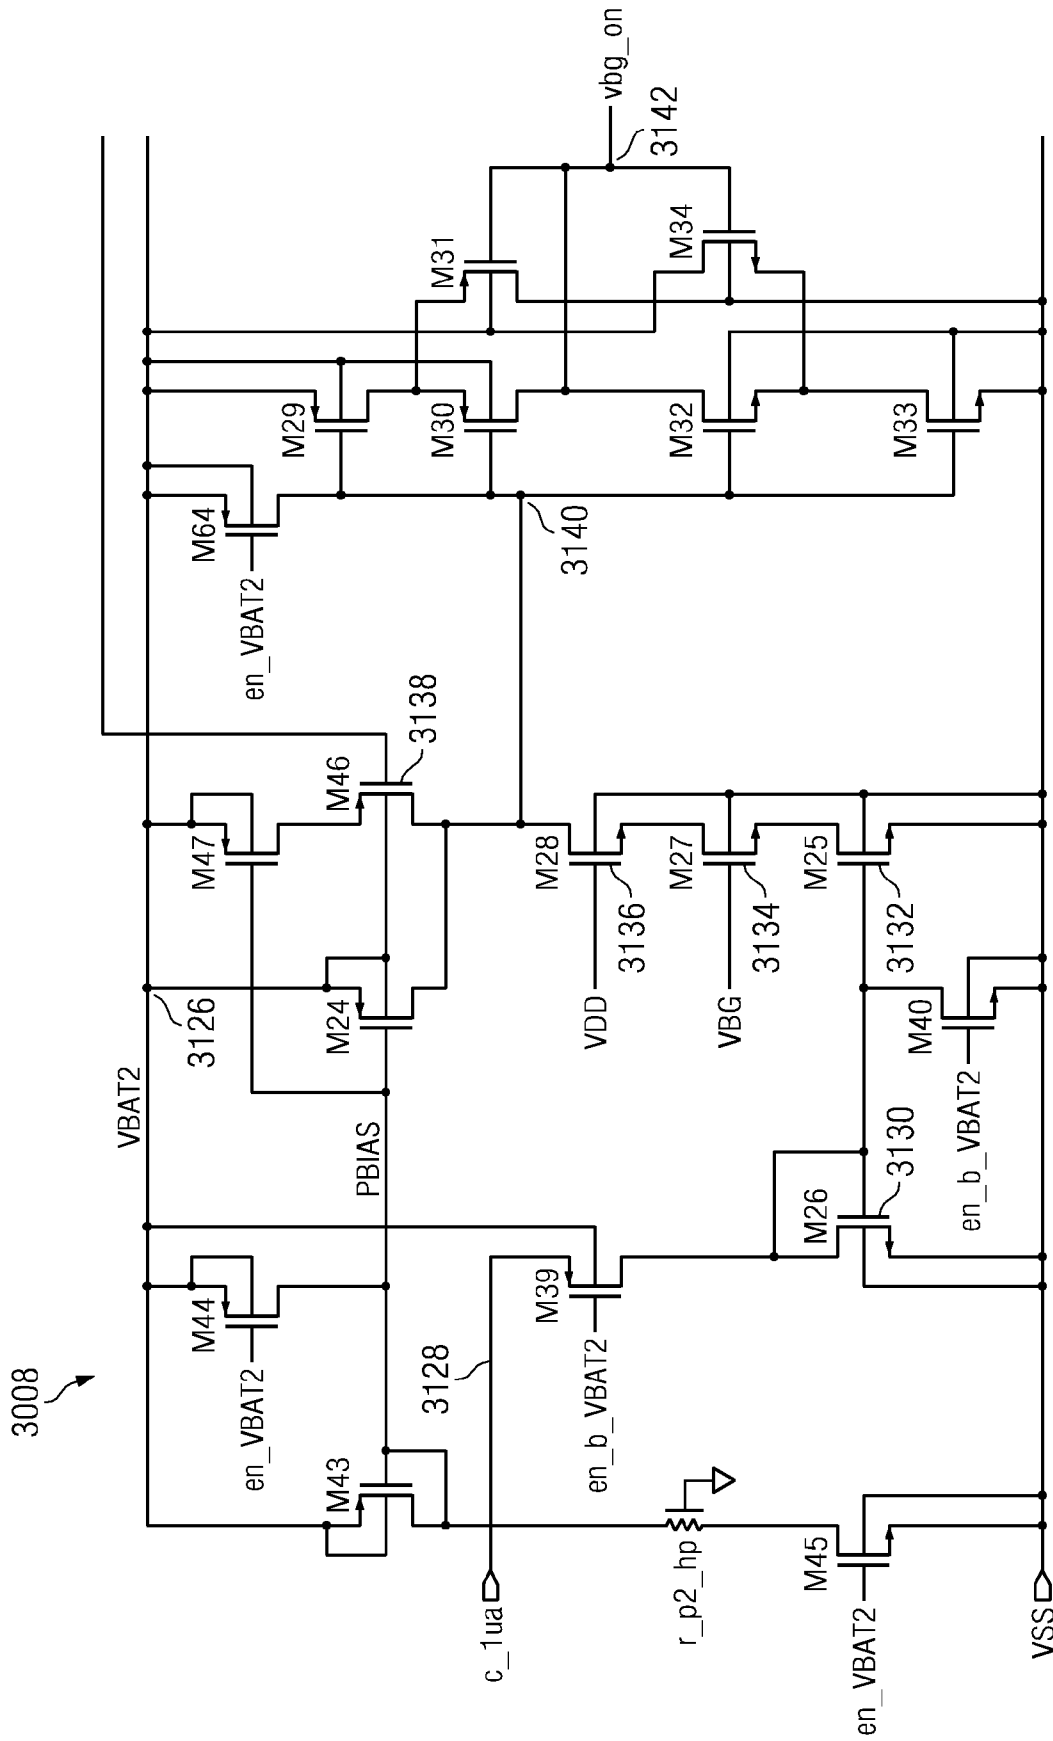 3008
VBAT2
3126
M43
M44
en_VBAT2
PBIAS
M24
M47
M46
3138
M64
en_VBAT2
M29
M30
M31
3140
vbg_on
3142
M34
M32
M33
c_1ua
3128
M39
en_b_VBAT2
r_p2_hp
M45
en_VBAT2
M26
3130
M40
en_b_VBAT2
VDD
VBG
M28
3136
M27
3134
M25
3132
VSS